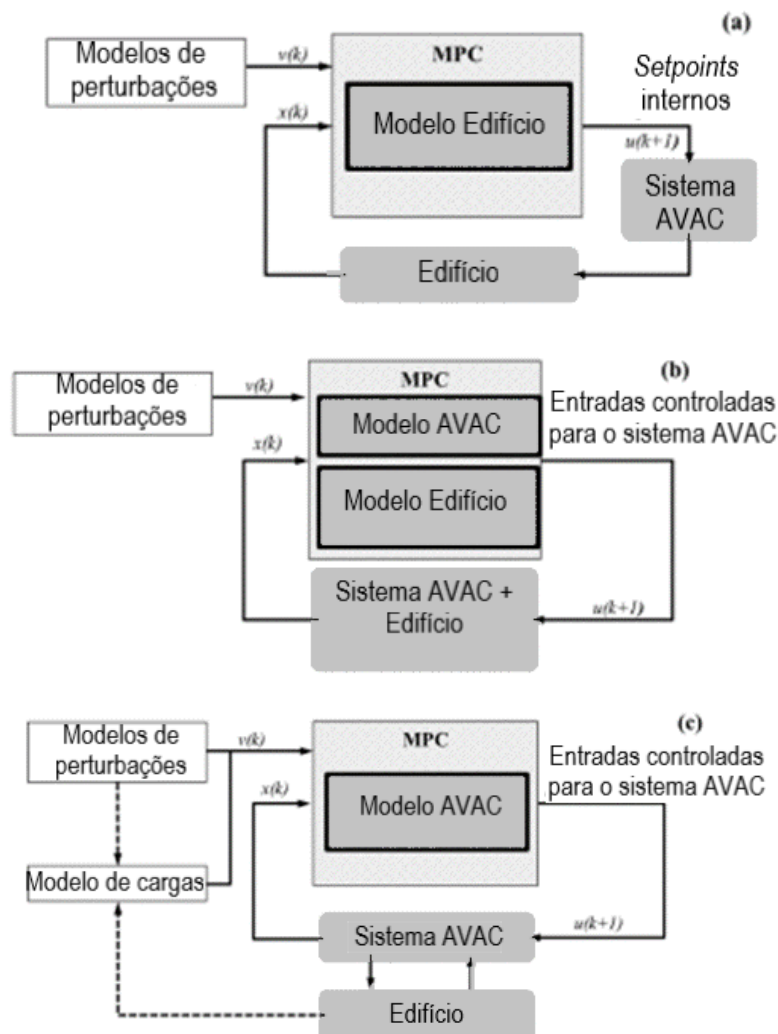 (a)
Modelos de
perturbações
v(k)
MPC
Setpoints
internos
x(k)
Modelo Edifício
u(k+1)
Sistema
AVAC
Edifício
(b)
Modelos de
perturbações
v(k)
MPC
Entradas controladas
para o sistema AVAC
Modelo AVAC
x(k)
Modelo Edifício
Sistema AVAC +
Edifício
u(k+1)
(c)
Modelos de
perturbações
v(k)
MPC
Entradas controladas
para o sistema AVAC
x(k)
Modelo AVAC
Modelo de cargas
Sistema AVAC
u(k+1)
Edifício